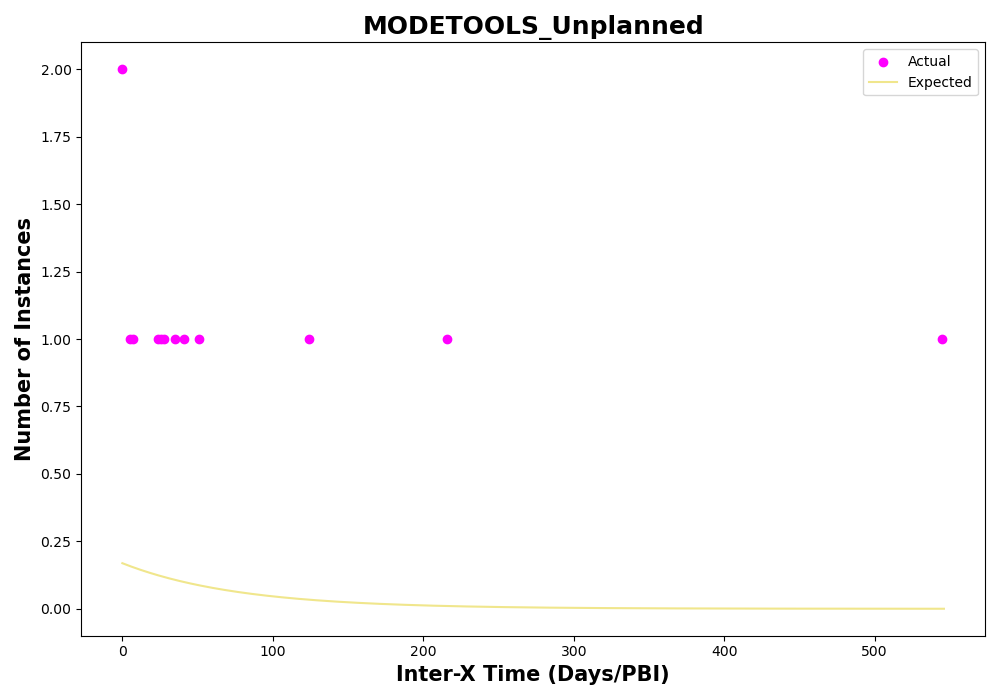 MODETOOLS_Unplanned
Actual
Expected
Number of Instances
2.00
1.75
1.50
1.25
1.00
0.75
0.50
0.25
0.00
0 100 200 300 400 500
Inter-X Time (Days/PBI)